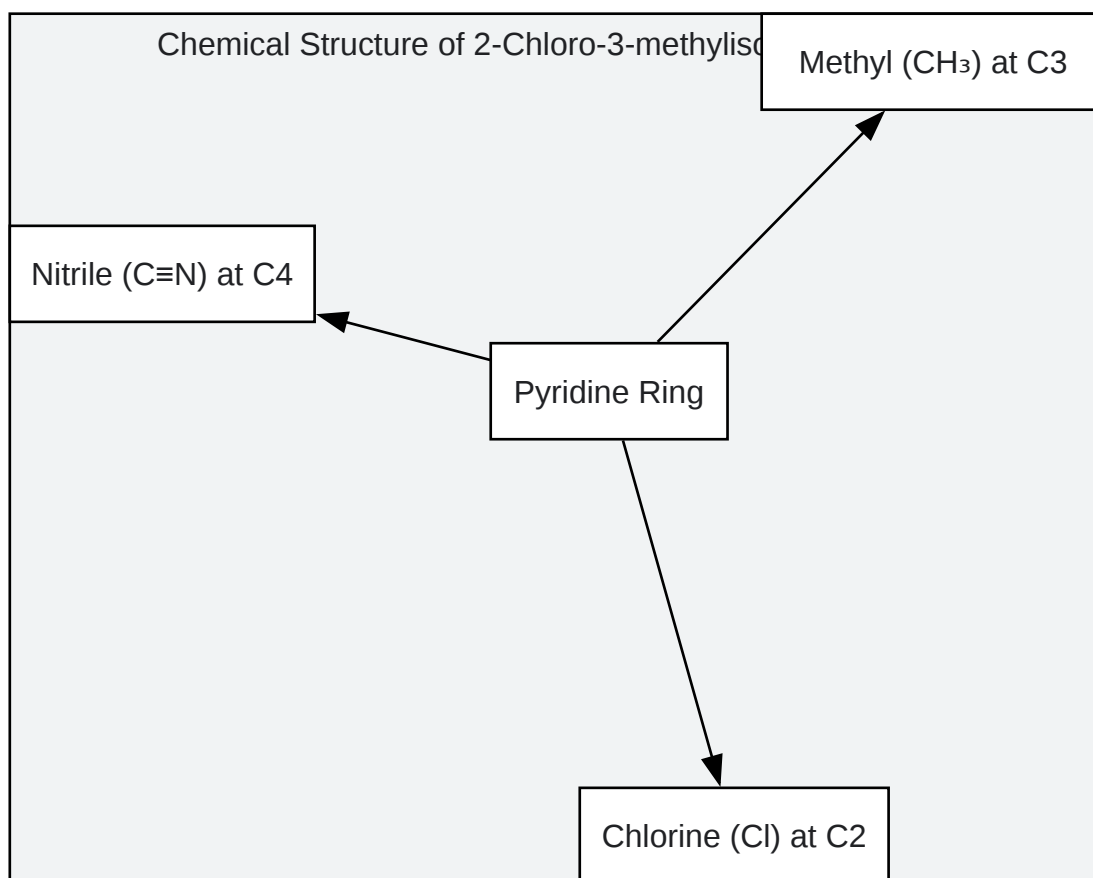 Chemical Structure of 2-Chloro-3-methylis
Methyl (CH₃) at C3
Nitrile (C≡N) at C4
Pyridine Ring
Chlorine (Cl) at C2